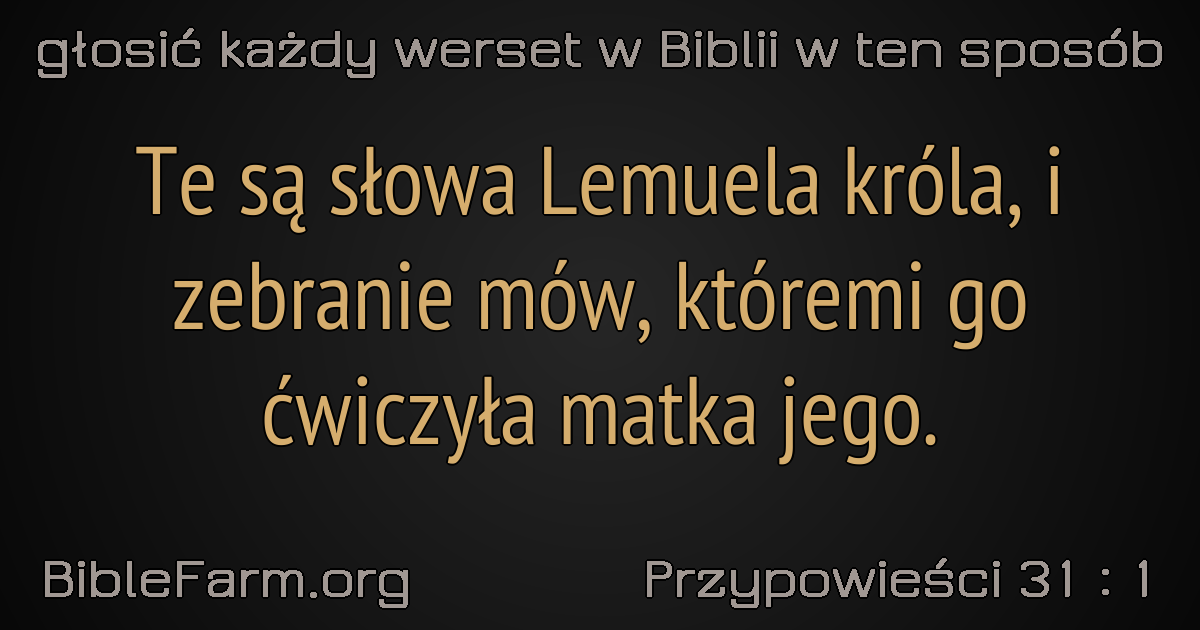 głosić każdy werset w Biblii w ten sposób
Te są słowa Lemuela króla, i
zebranie mów, któremi go
ćwiczyła matka jego.
BibleFarm.org
Przypowieści 31 : 1